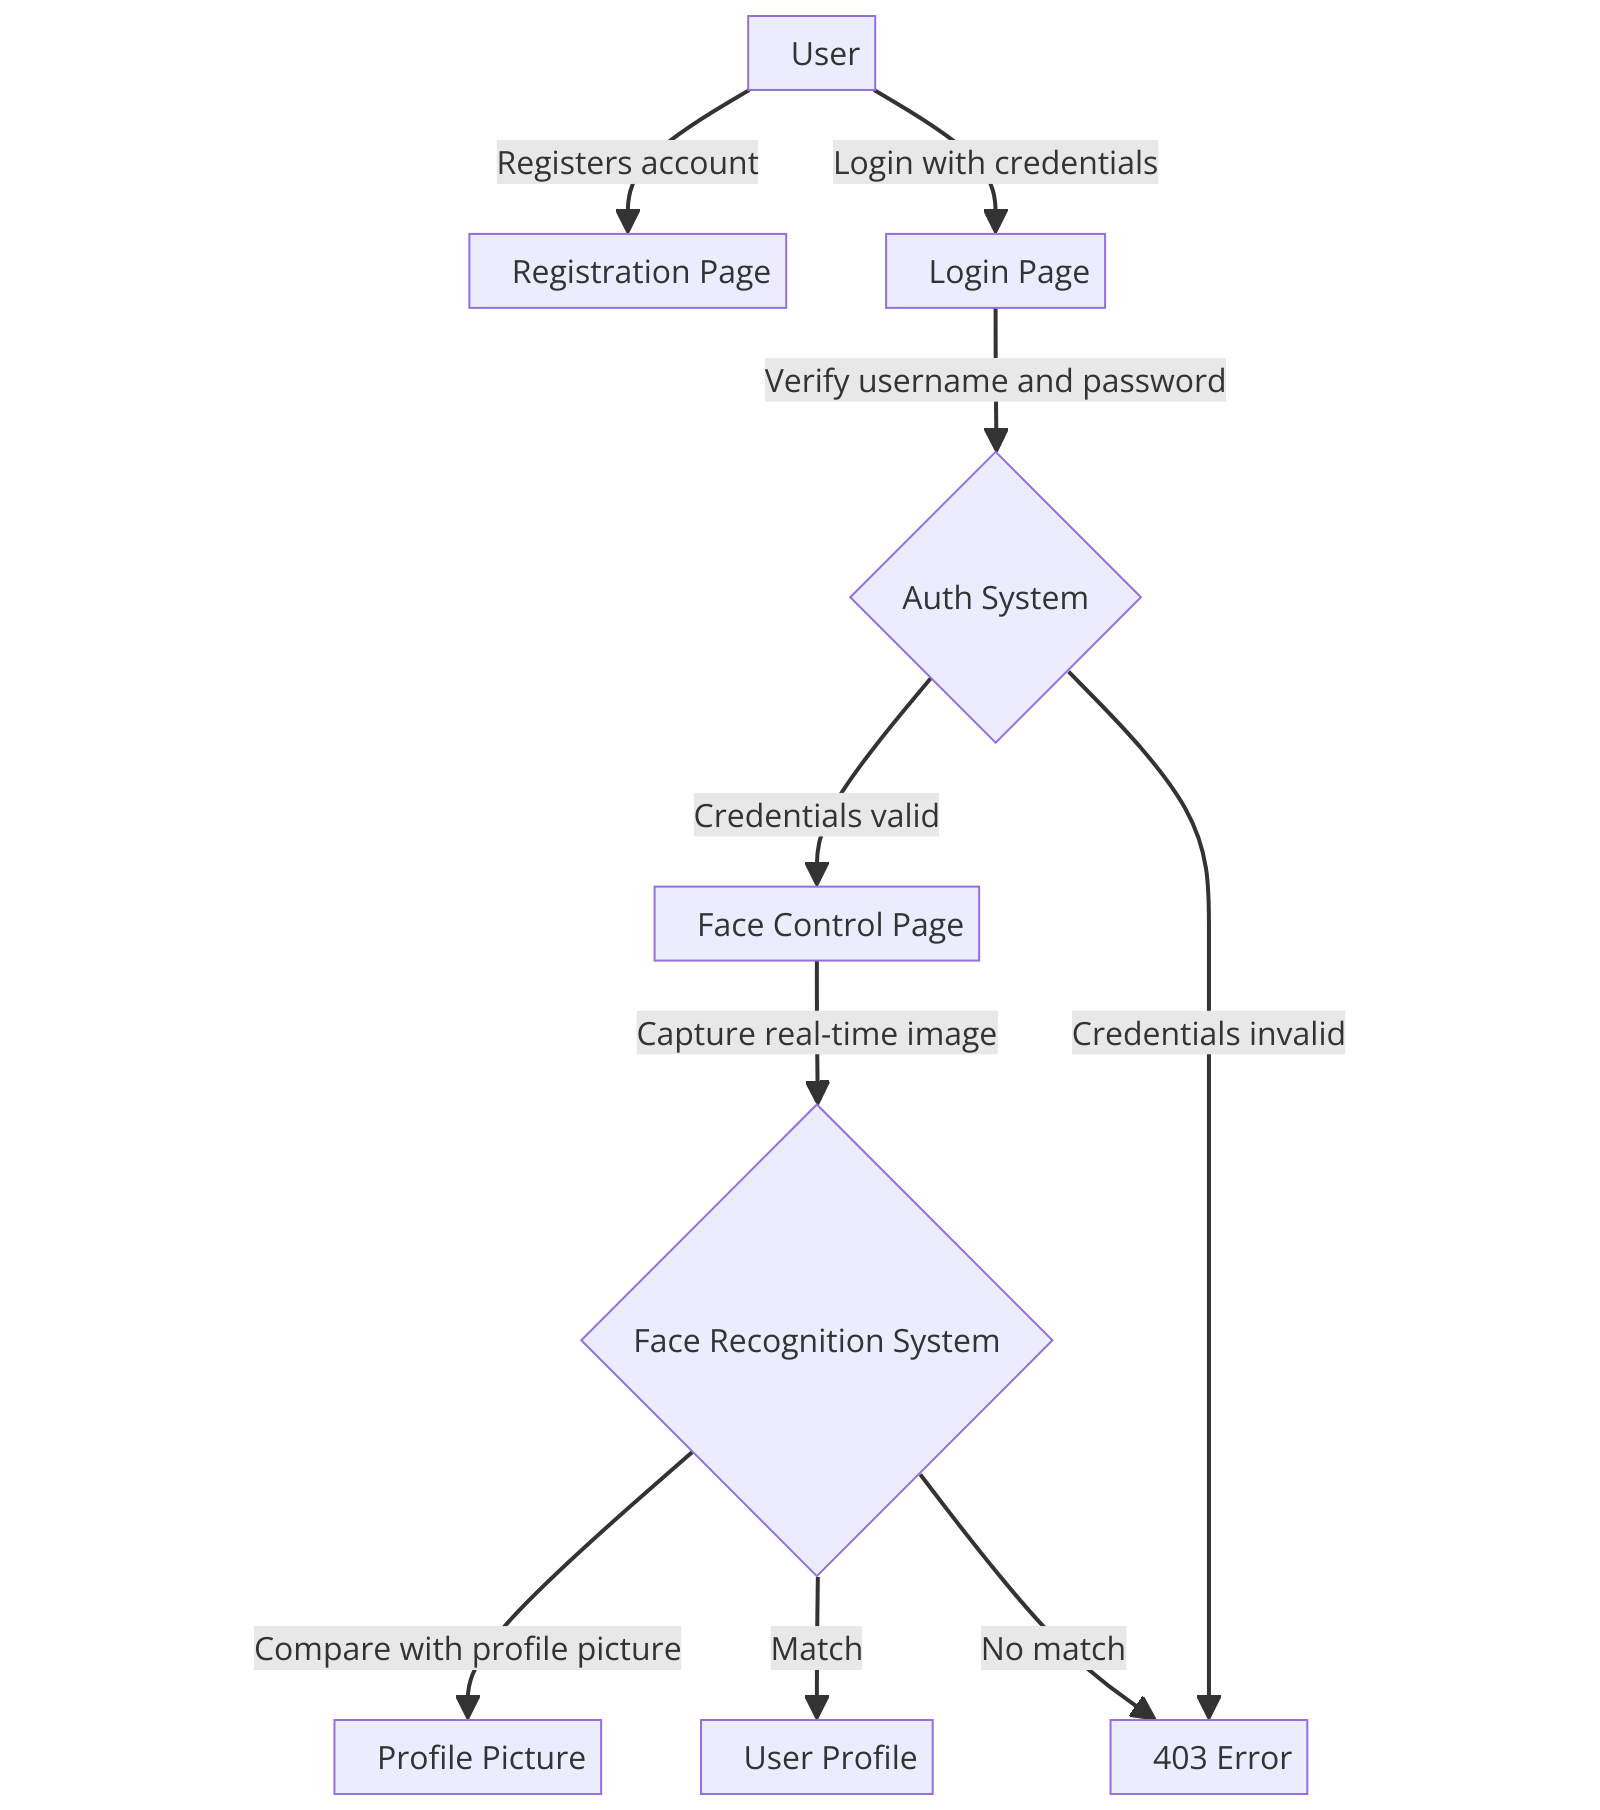 User
Registers account
Login with credentials
Registration Page
Login Page
Verify username and password
Auth System
Credentials valid
Face Control Page
Capture real-time image
Credentials invalid
Face Recognition System
Compare with profile picture
Match
No match
Profile Picture
User Profile
403 Error